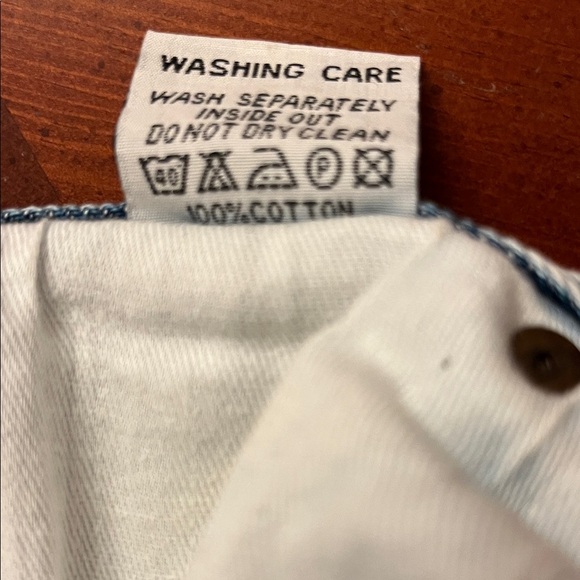 WASHING CARE
WASH SEPARATELY
INSIDE OUT
DO NOT DRY CLEAN
40 P
100% COTTON